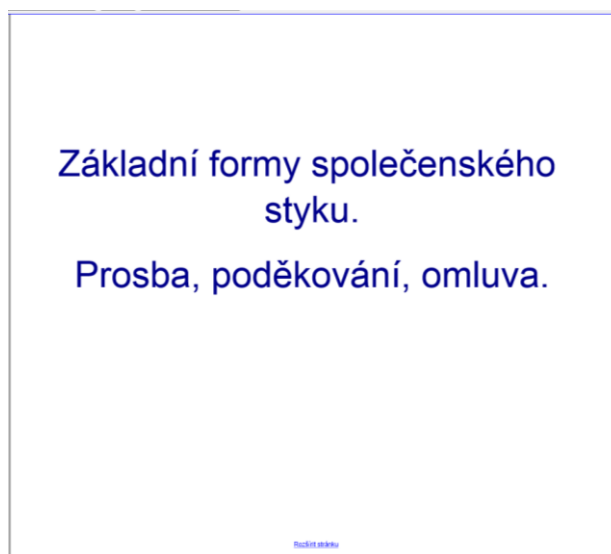 Základní formy společenského
styku.
Prosba, poděkování, omluva.
Rozšířit stránku